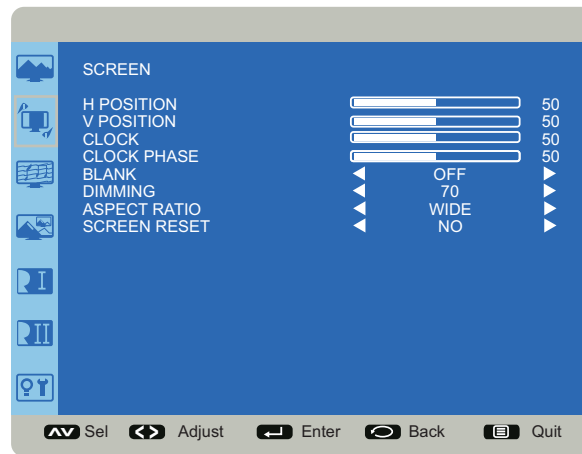 SCREEN
H POSITION 50
V POSITION 50
CLOCK 50
CLOCK PHASE 50
BLANK OFF
DIMMING 70
ASPECT RATIO WIDE
SCREEN RESET NO
I
II
Sel Adjust Enter Back Quit